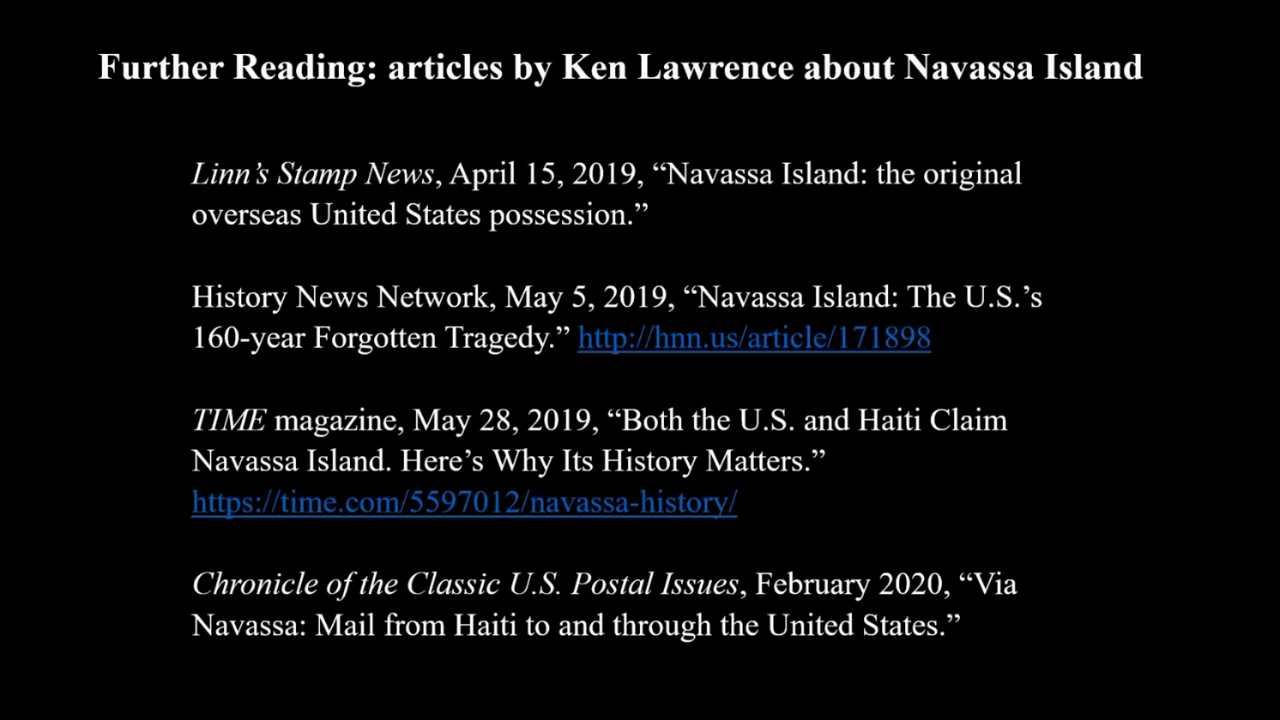 Further Reading: articles by Ken Lawrence about Navassa Island
Linn’s Stamp News, April 15, 2019, “Navassa Island: the original
overseas United States possession.”
History News Network, May 5, 2019, “Navassa Island: The U.S.’s
160-year Forgotten Tragedy.” http://hnn.us/article/171898
TIME magazine, May 28, 2019, “Both the U.S. and Haiti Claim
Navassa Island. Here’s Why Its History Matters.”
https://time.com/5597012/navassa-history/
Chronicle of the Classic U.S. Postal Issues, February 2020, “Via
Navassa: Mail from Haiti to and through the United States.”